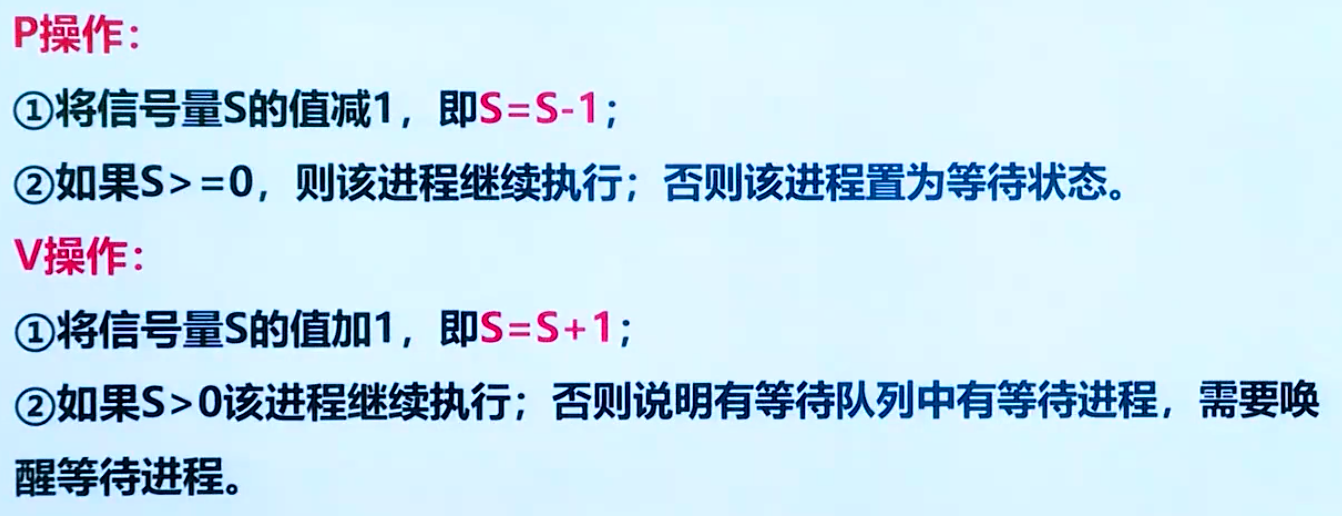 P操作：
①将信号量S的值减1，即S=S-1；
②如果S>=0，则该进程继续执行；否则该进程置为等待状态。
V操作：
①将信号量S的值加1，即S=S+1；
②如果S>0该进程继续执行；否则说明有等待队列中有等待进程，需要唤
醒等待进程。